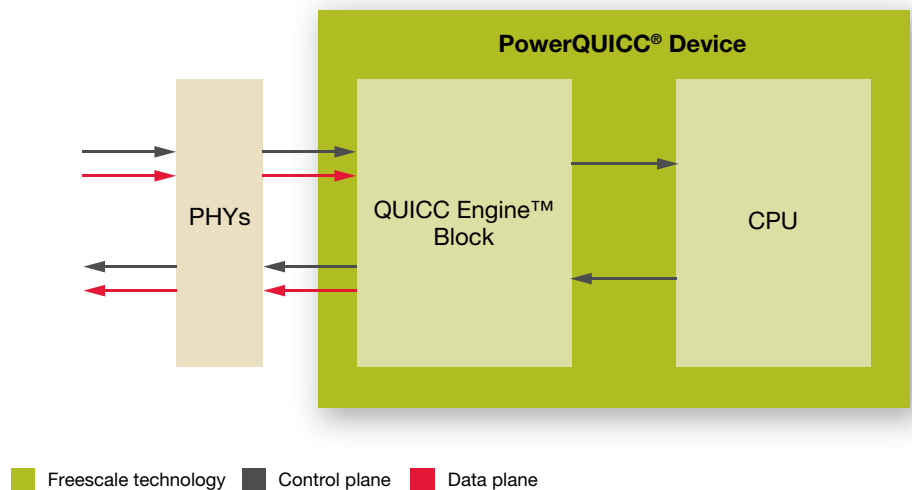 PowerQUICC® Device
PHYs
QUICC Engine™
Block
CPU
Freescale technology
Control plane
Data plane